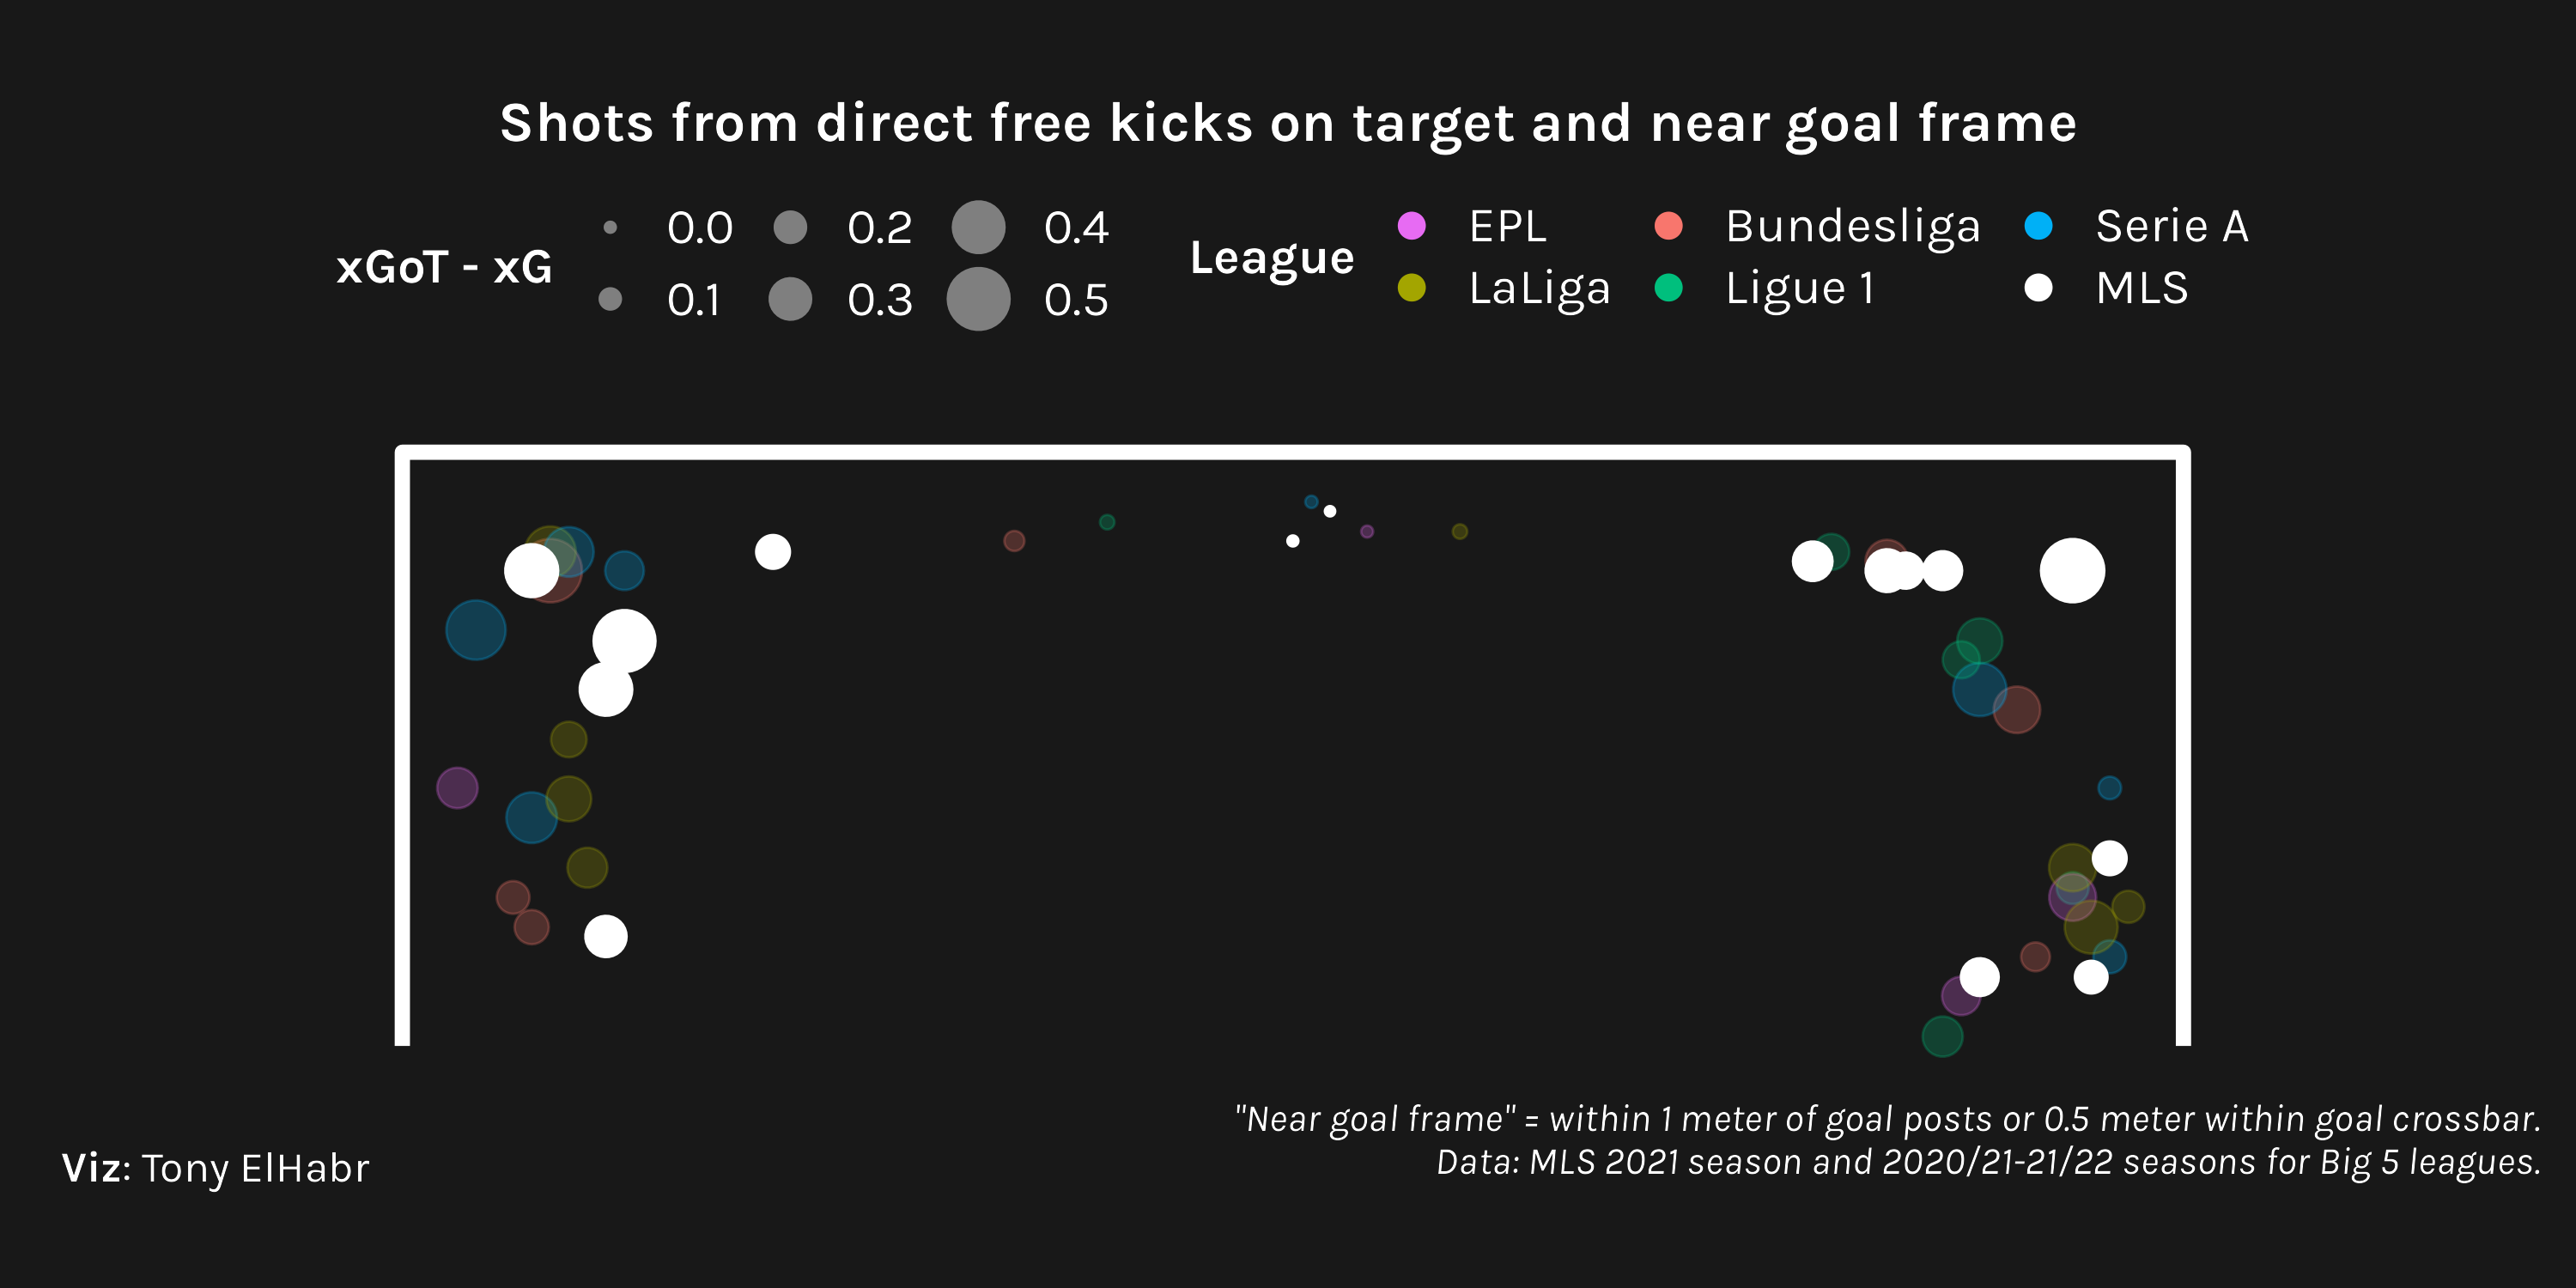 Shots from direct free kicks on target and near goal frame
xGoT - xG
0.0 0.2 0.4
0.1 0.3 0.5
League
EPL Bundesliga Serie A
LaLiga Ligue 1 MLS
"Near goal frame" = within 1 meter of goal posts or 0.5 meter within goal crossbar.
Data: MLS 2021 season and 2020/21-21/22 seasons for Big 5 leagues.
Viz: Tony ElHabr